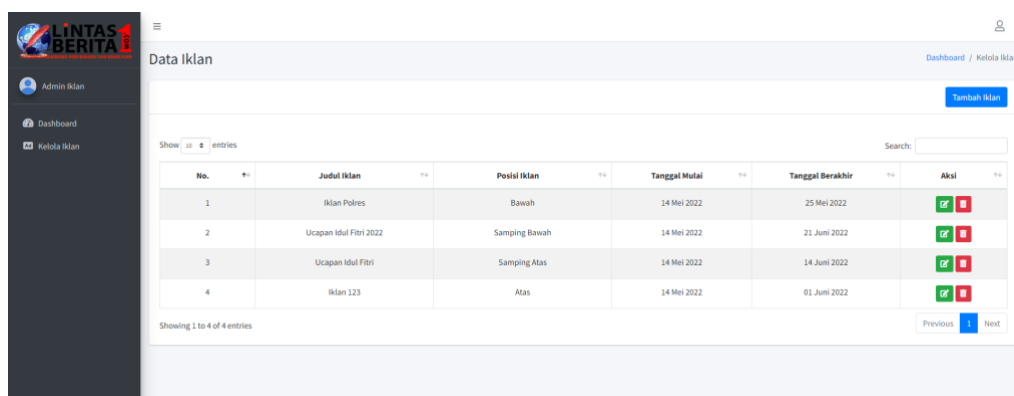 LiNTAS
BERITA 1
.COM
Data Iklan
Dashboard / Kelola Ikla
Admin Iklan
Tambah Iklan
Dashboard
Kelola Iklan
Show 10 entries
Search:
No. Judul Iklan Posisi Iklan Tanggal Mulai Tanggal Berakhir Aksi
1 Iklan Polres Bawah 14 Mei 2022 25 Mei 2022
2 Ucapan Idul Fitri 2022 Samping Bawah 14 Mei 2022 21 Juni 2022
3 Ucapan Idul Fitri Samping Atas 14 Mei 2022 14 Juni 2022
4 Iklan 123 Atas 14 Mei 2022 01 Juni 2022
Showing 1 to 4 of 4 entries
Previous 1 Next